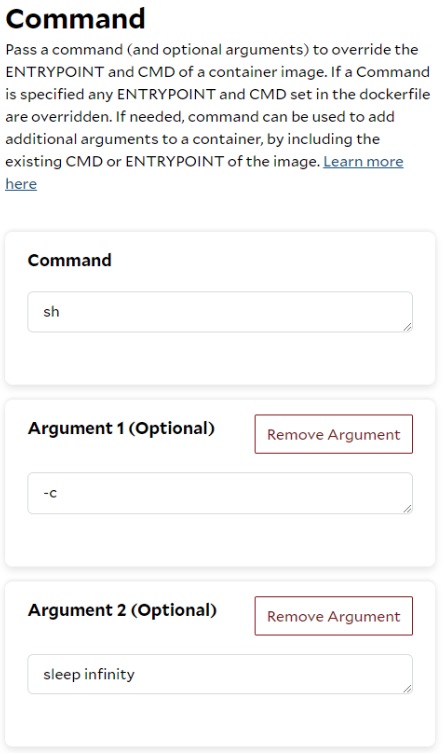 Command
Pass a command (and optional arguments) to override the
ENTRYPOINT and CMD of a container image. If a Command
is specified any ENTRYPOINT and CMD set in the dockerfile
are overridden. If needed, command can be used to add
additional arguments to a container, by including the
existing CMD or ENTRYPOINT of the image. Learn more
here
Command
sh
Argument 1 (Optional)
Remove Argument
-c
Argument 2 (Optional)
Remove Argument
sleep infinity